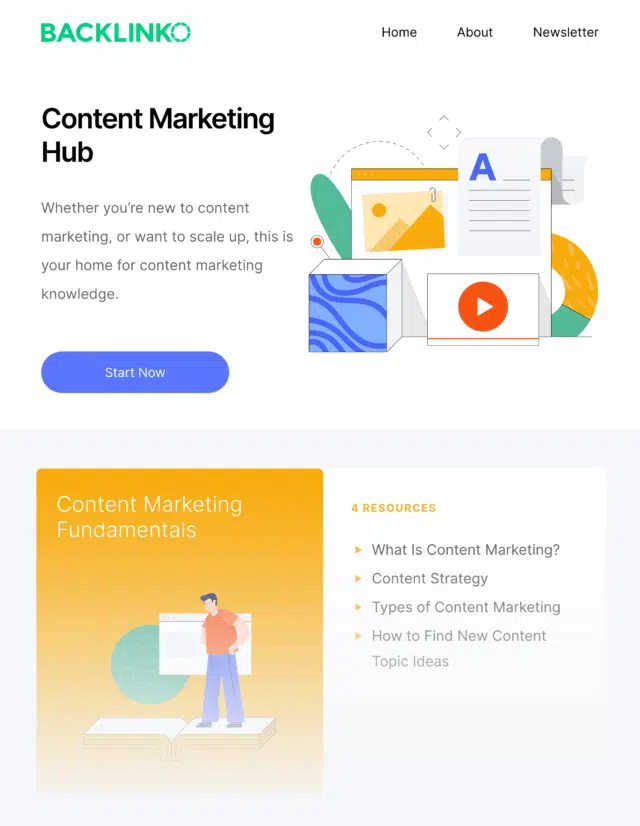 BACKLINKO
Home
About
Newsletter
Content Marketing
Hub
Whether you’re new to content
marketing, or want to scale up, this is
your home for content marketing
knowledge.
A
Start Now
Content Marketing
Fundamentals
4 RESOURCES
What Is Content Marketing?
Content Strategy
Types of Content Marketing
How to Find New Content
Topic Ideas